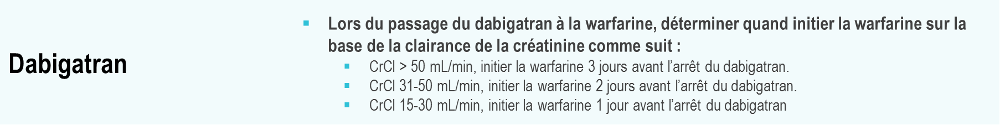 Dabigatran
▪ Lors du passage du dabigatran à la warfarine, déterminer quand initier la warfarine sur la
base de la clairance de la créatinine comme suit :
▪ CrCl > 50 mL/min, initier la warfarine 3 jours avant l’arrêt du dabigatran.
▪ CrCl 31-50 mL/min, initier la warfarine 2 jours avant l’arrêt du dabigatran.
▪ CrCl 15-30 mL/min, initier la warfarine 1 jour avant l’arrêt du dabigatran